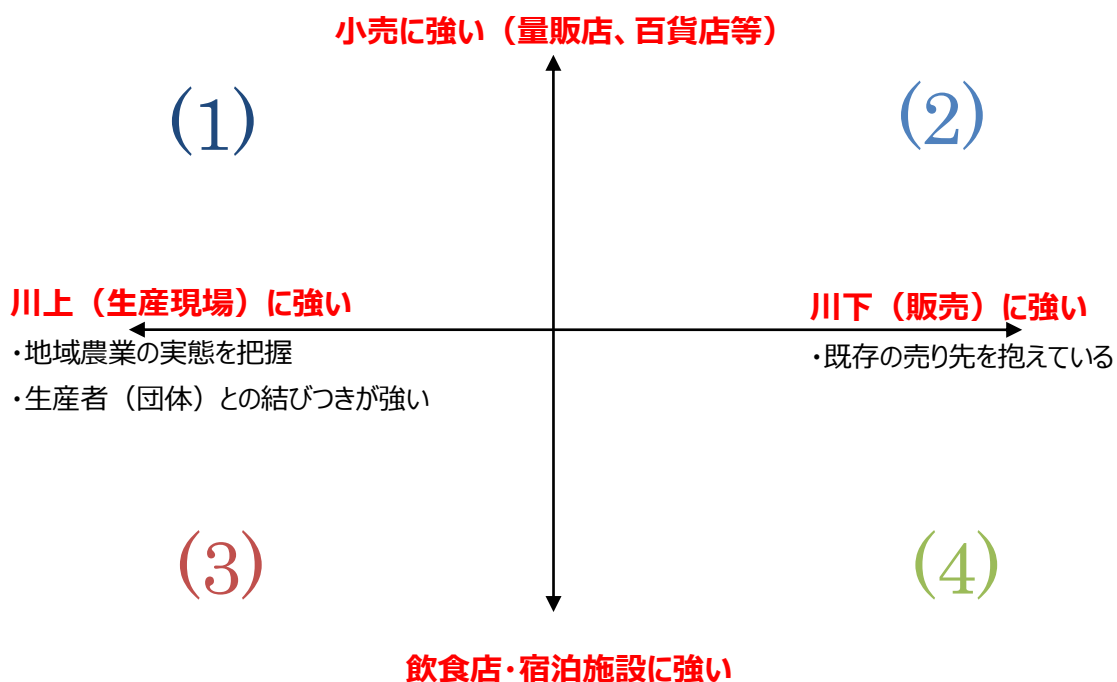 小売に強い（量販店、百貨店等）
(1)
(2)
川上（生産現場）に強い
川下（販売）に強い
・地域農業の実態を把握
・既存の売り先を抱えている
・生産者（団体）との結びつきが強い
(3)
(4)
飲食店・宿泊施設に強い